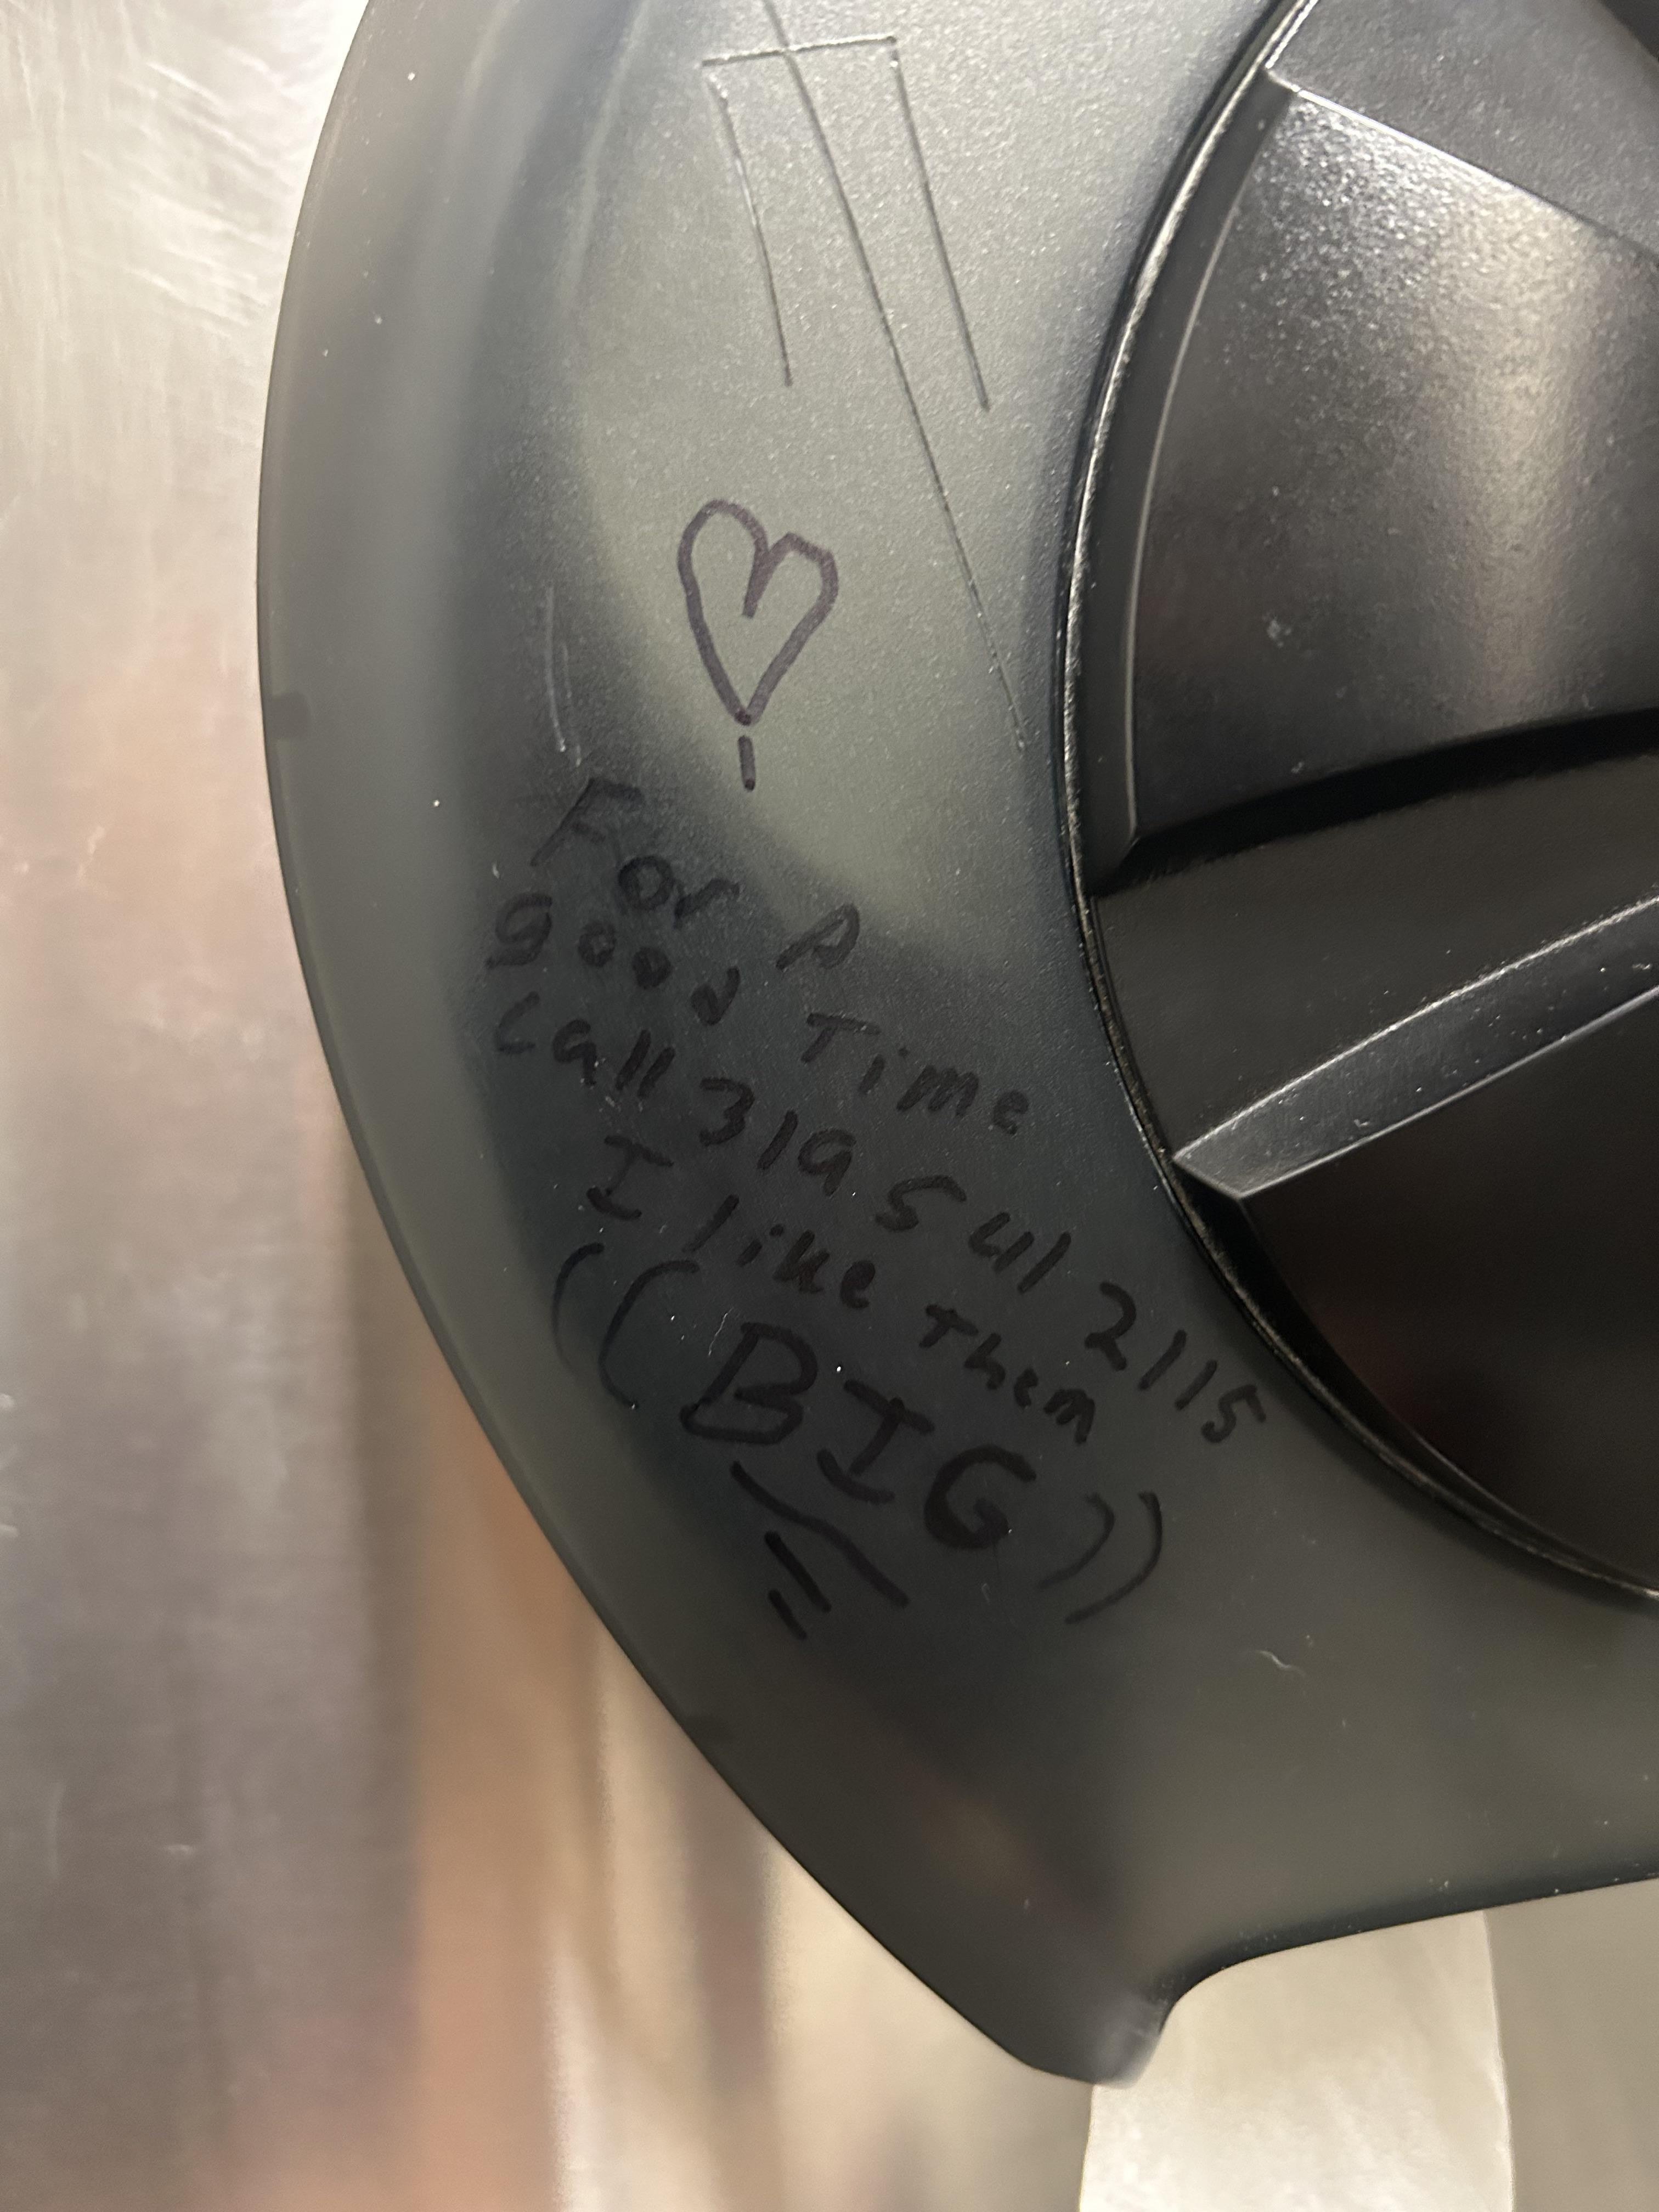 For A
good Time
call 319 541 2115
I like Them
((BIG))